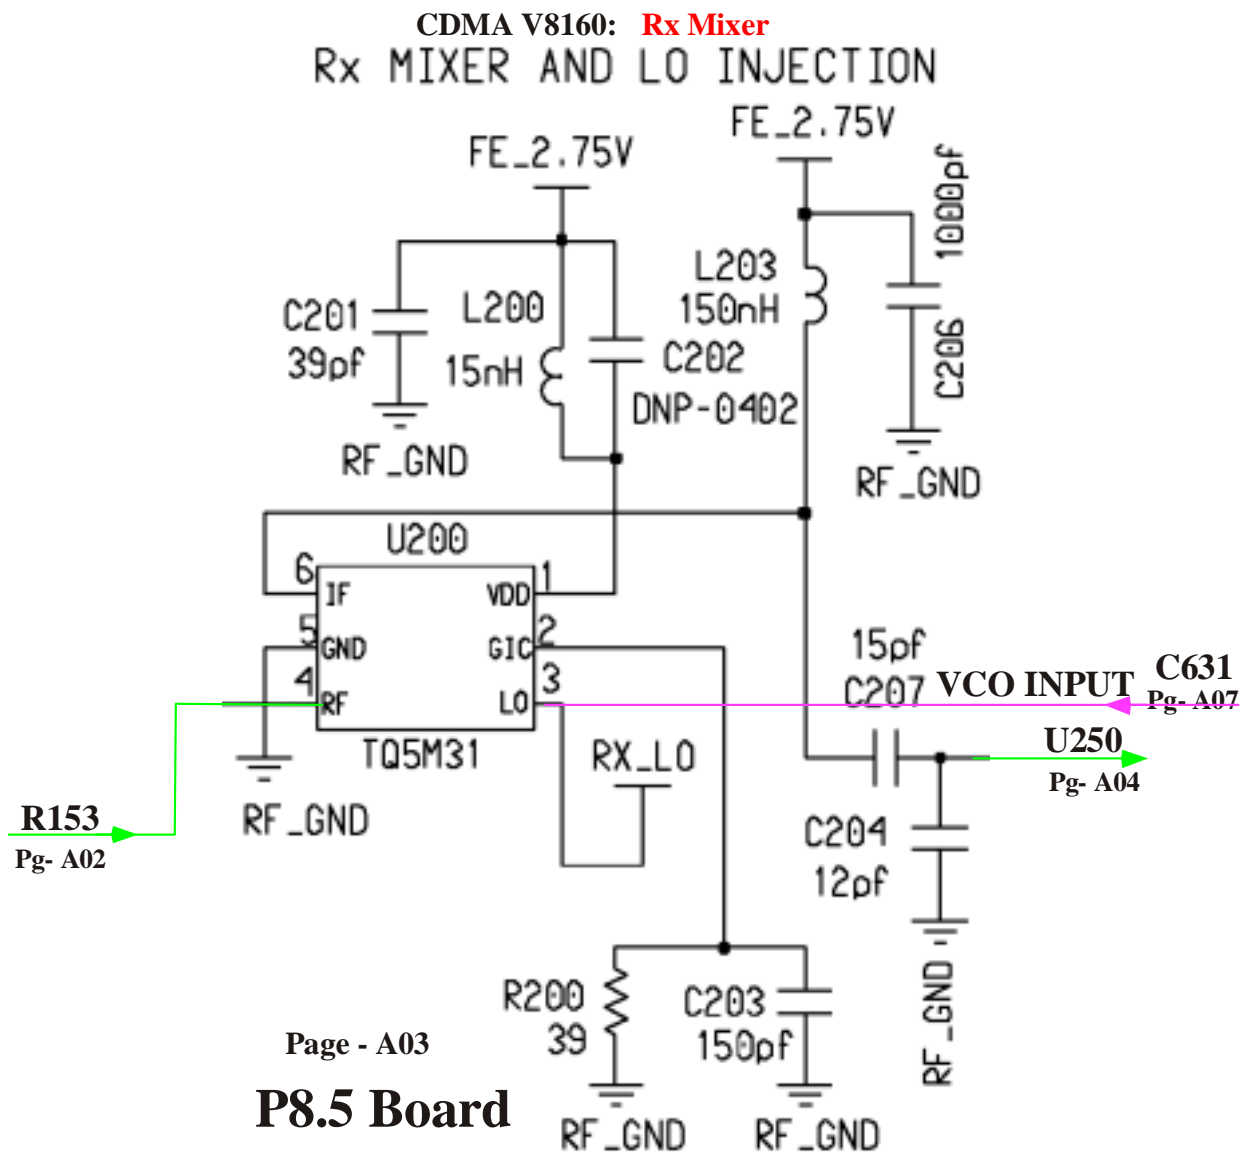 CDMA V8160: Rx Mixer
Rx MIXER AND LO INJECTION
FE_2.75V
FE_2.75V
1000pf
C206
L203
150nH
C201
39pf
L200
15nH
C202
DNP-0402
RF_GND
RF_GND
U200
6
IF
VDD
1
5
GND
GIC
2
4
RF
LO
3
TQ5M31
RX_LO
15pf
C207
VCO INPUT
C631
Pg- A07
U250
Pg- A04
RF_GND
R153
Pg- A02
C204
12pf
RF_GND
R200
39
C203
150pf
Page - A03
P8.5 Board
RF_GND
RF_GND